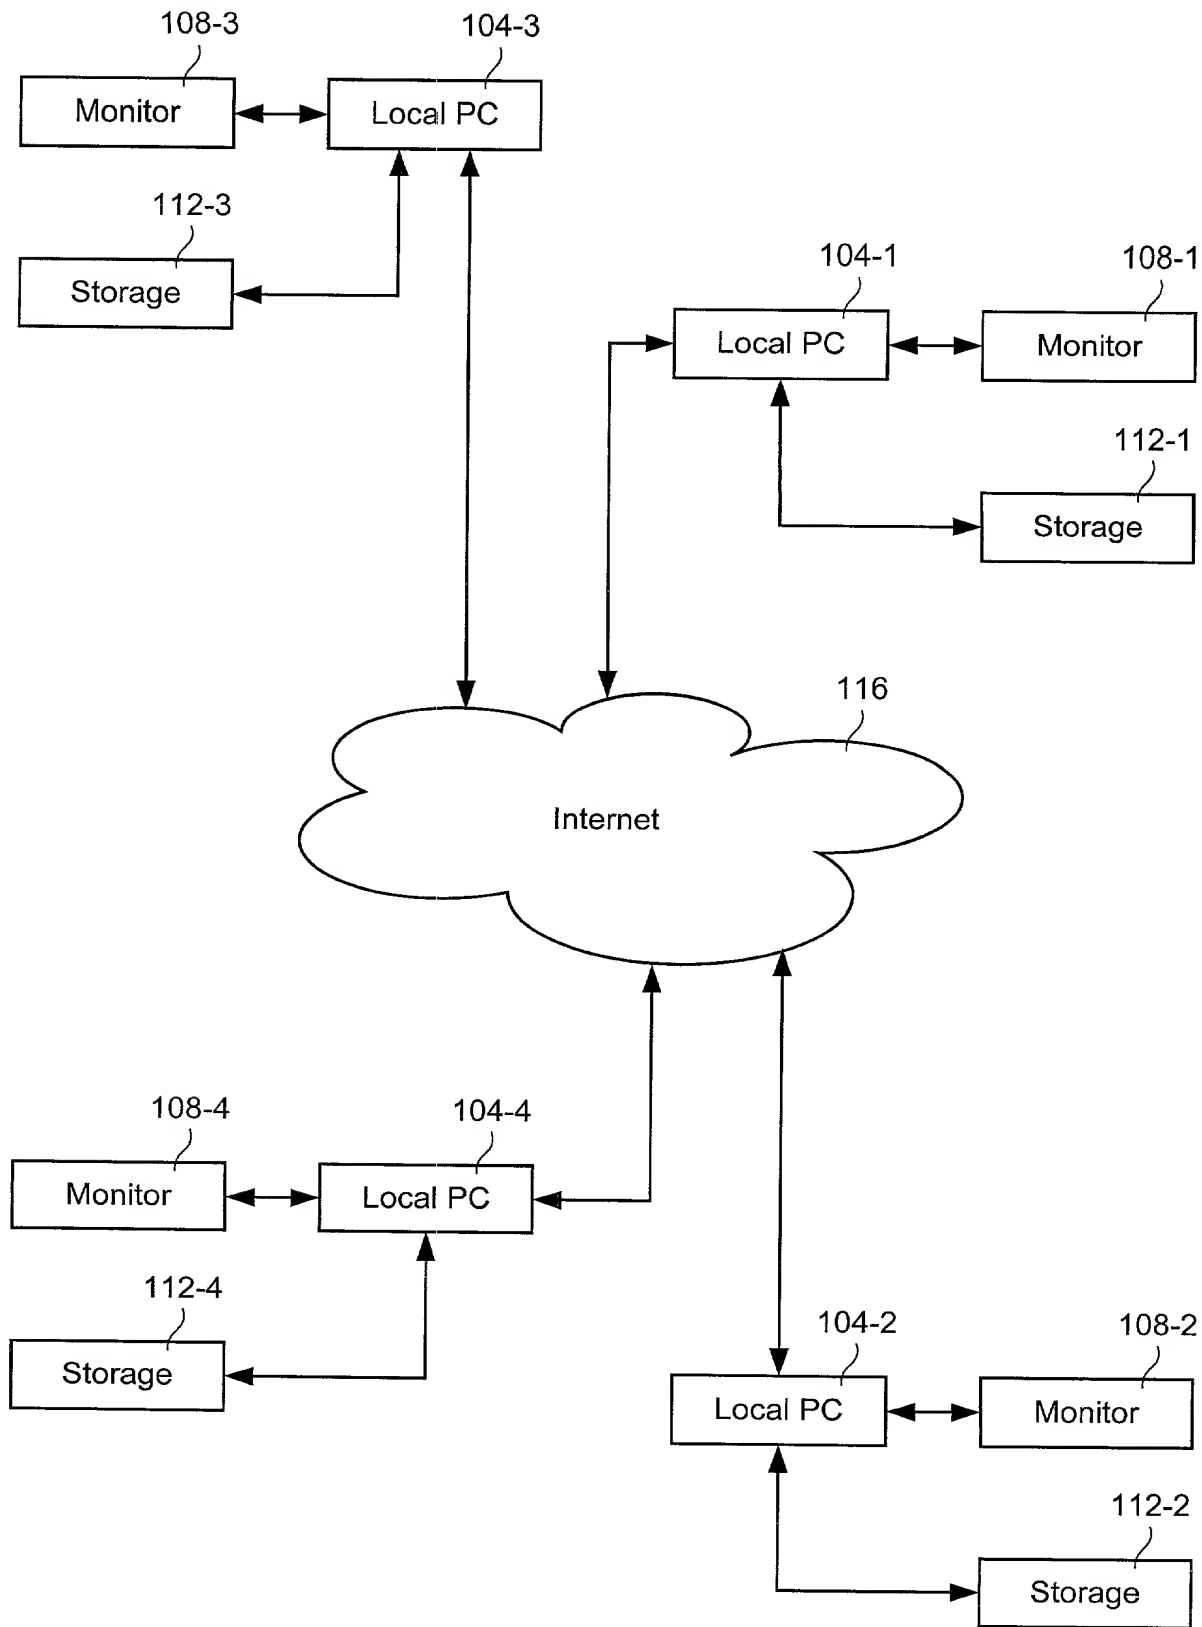 108-3
104-3
Monitor
Local PC
112-3
Storage
104-1
108-1
Local PC
Monitor
112-1
Storage
116
Internet
108-4
104-4
Monitor
Local PC
112-4
Storage
104-2
108-2
Local PC
Monitor
112-2
Storage